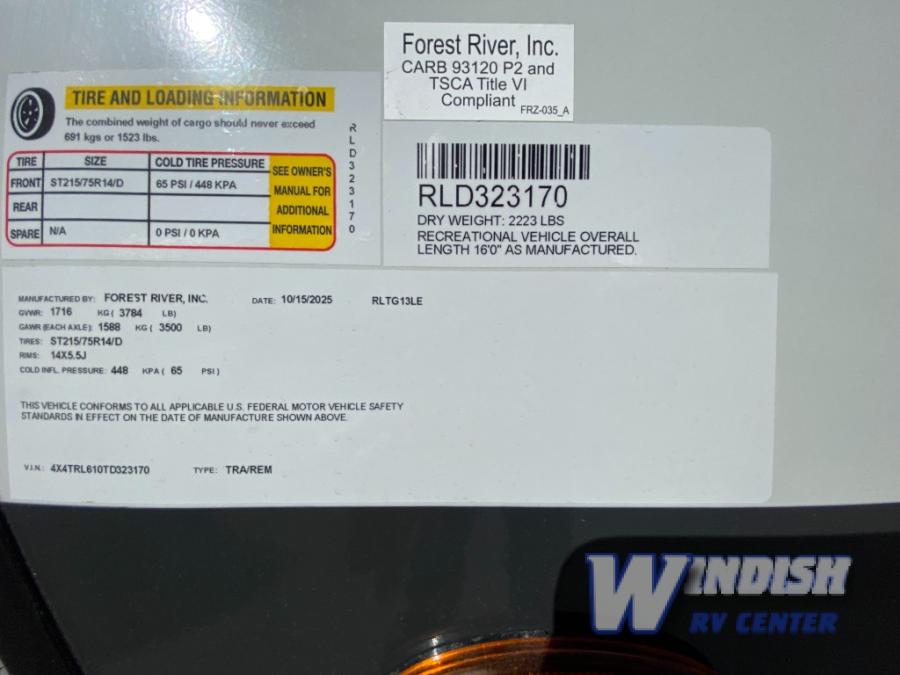 Forest River, Inc.
CARB 93120 P2 and
TSCA Title VI
Compliant
FRZ-035_A
TIRE AND LOADING INFORMATION
The combined weight of cargo should never exceed
691 kgs or 1523 lbs.
TIRE SIZE COLD TIRE PRESSURE
FRONT ST215/75R14/D 65 PSI / 448 KPA
REAR
SPARE N/A 0 PSI / 0 KPA
SEE OWNER'S
MANUAL FOR
ADDITIONAL
INFORMATION
RLD323170
RLD323170
DRY WEIGHT: 2223 LBS
RECREATIONAL VEHICLE OVERALL
LENGTH 16'0" AS MANUFACTURED.
MANUFACTURED BY: FOREST RIVER, INC. DATE: 10/15/2025 RLTG13LE
GVWR: 1716 KG ( 3784 LB)
GAWR (EACH AXLE): 1588 KG ( 3500 LB)
TIRES: ST215/75R14/D
RIMS: 14X5.5J
COLD INFL. PRESSURE: 448 KPA ( 65 PSI )
THIS VEHICLE CONFORMS TO ALL APPLICABLE U.S. FEDERAL MOTOR VEHICLE SAFETY
STANDARDS IN EFFECT ON THE DATE OF MANUFACTURE SHOWN ABOVE.
V.I.N.: 4X4TRL610TD323170 TYPE: TRA/REM
WINDISH
RV CENTER